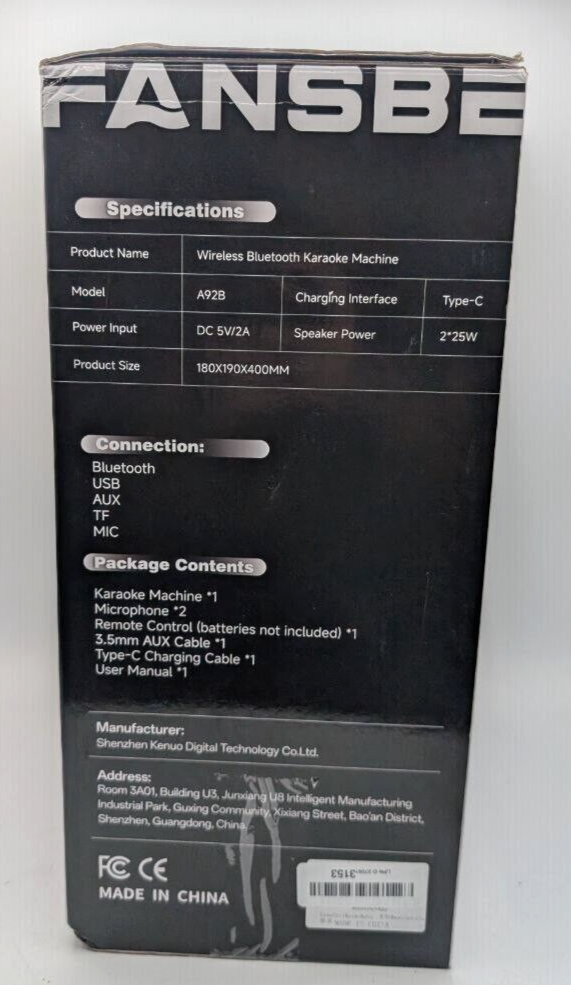 FANSBE
Specifications
Product Name Wireless Bluetooth Karaoke Machine
Model A92B Charging Interface Type-C
Power Input DC 5V/2A Speaker Power 2*25W
Product Size 180X190X400MM
Connection:
Bluetooth
USB
AUX
TF
MIC
Package Contents
Karaoke Machine *1
Microphone *2
Remote Control (batteries not included) *1
3.5mm AUX Cable *1
Type-C Charging Cable *1
User Manual *1
Manufacturer:
Shenzhen Kenuo Digital Technology Co.Ltd.
Address:
Room 3A01, Building U3, Junxiang U8 Intelligent Manufacturing
Industrial Park, Guxing Community, Xixiang Street, Bao'an District,
Shenzhen, Guangdong, China.
FC CE
MADE IN CHINA
3153